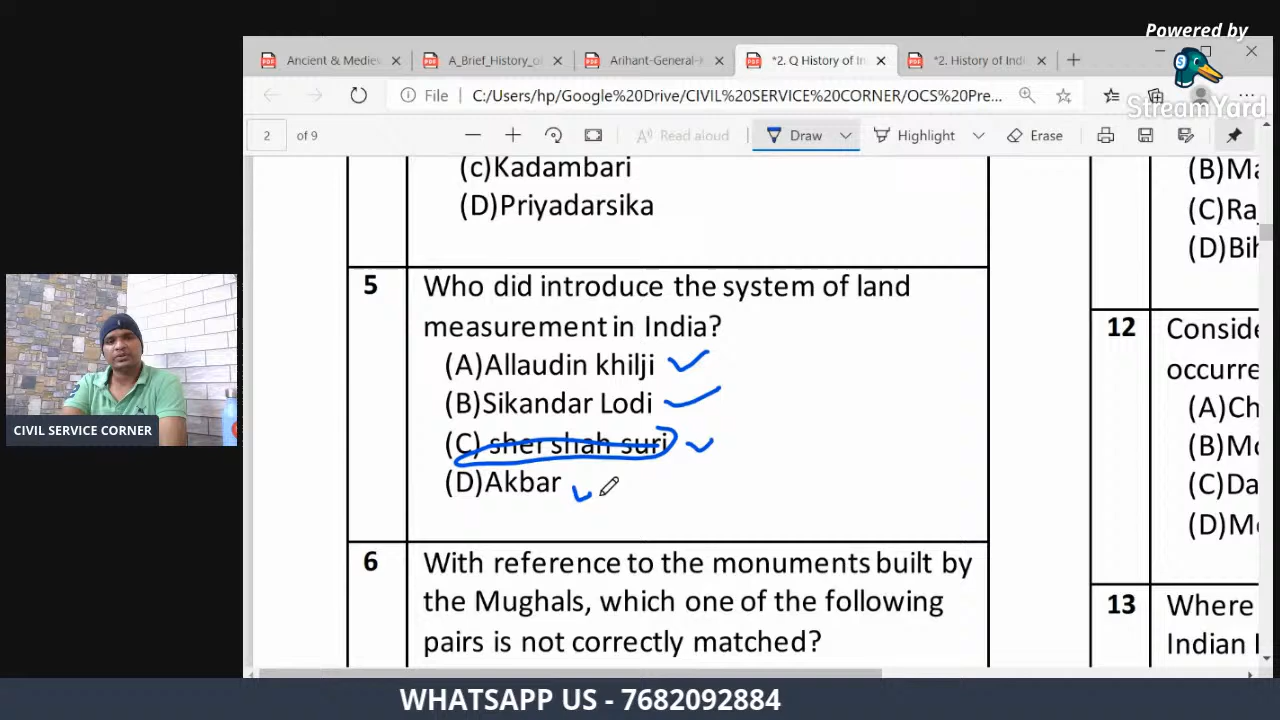 Powered by
StreamYard
Ancient & Mediev
A_Brief_History_o
Arihant-General-K
*2. Q History of In
*2. History of Indi
File
C:/Users/hp/Google%20Drive/CIVIL%20SERVICE%20CORNER/OCS%20Pre...
2
of 9
Read aloud
Draw
Highlight
Erase
(c)Kadambari
(D)Priyadarsika
5
Who did introduce the system of land
measurement in India?
(A)Allaudin khilji
(B)Sikandar Lodi
(C) sher shah suri
(D)Akbar
6
With reference to the monuments built by
the Mughals, which one of the following
pairs is not correctly matched?
(B)Ma
(C)Ra
(D)Bih
12
Conside
occurre
(A)Ch
(B)Mo
(C)Da
(D)Mo
13
Where
Indian
CIVIL SERVICE CORNER
WHATSAPP US - 7682092884